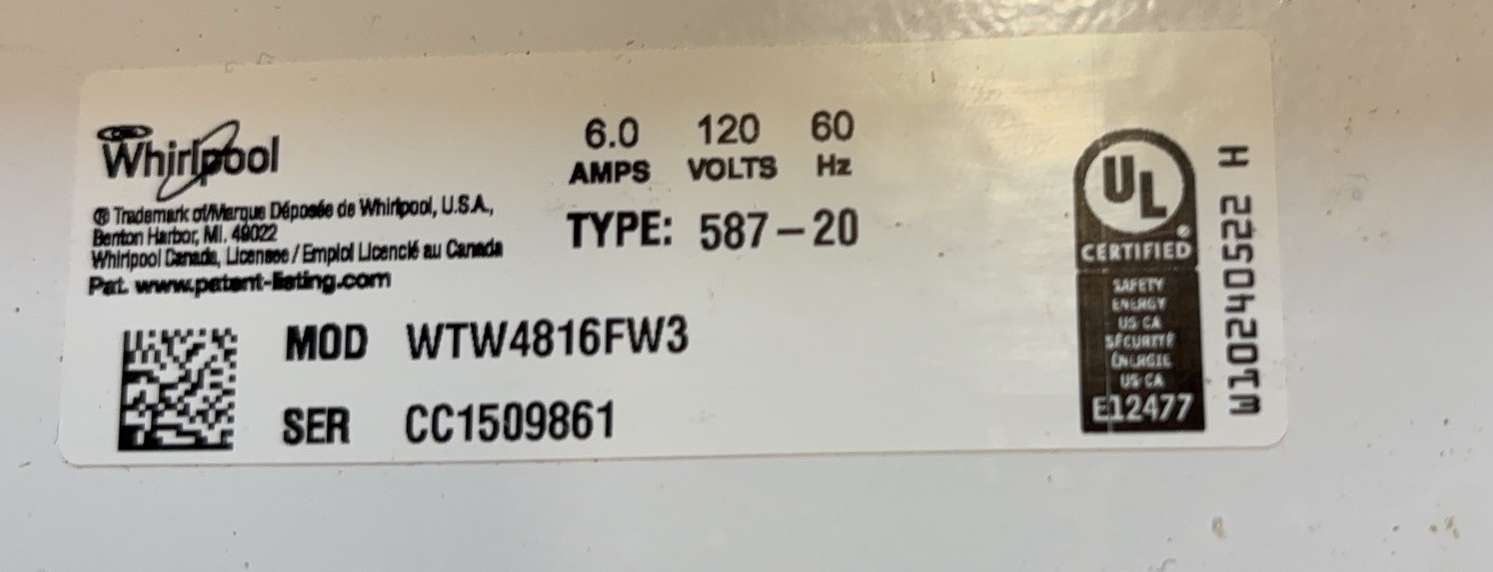 Whirlpool
® Trademark of/Marque Déposée de Whirlpool, U.S.A.,
Benton Harbor, MI. 49022
Whirlpool Canada, Licensee / Emploi Licencié au Canada
Pat. www.patent-listing.com
6.0 120 60
AMPS VOLTS Hz
TYPE: 587-20
MOD WTW4816FW3
SER CC1509861
UL
®
CERTIFIED
SAFETY
ENERGY
US CA
SÉCURITÉ
ÉNERGIE
US CA
E12477
W10240522 H